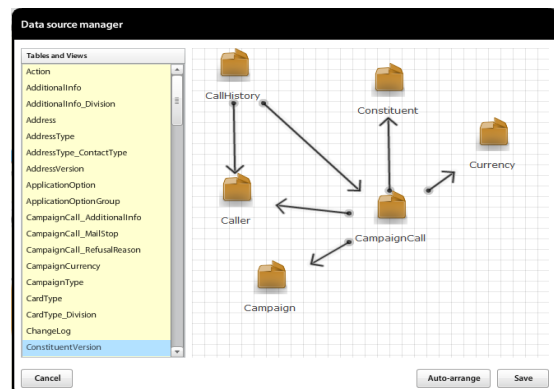 Data source manager
Tables and Views
Action
AdditionalInfo
AdditionalInfo_Division
Address
AddressType
AddressType_ContactType
AddressVersion
ApplicationOption
ApplicationOptionGroup
CampaignCall_AdditionalInfo
CampaignCall_MailStop
CampaignCall_RefusalReason
CampaignCurrency
CampaignType
CardType
CardType_Division
ChangeLog
ConstituentVersion
CallHistory
Constituent
Currency
Caller
CampaignCall
Campaign
Cancel
Auto-arrange
Save